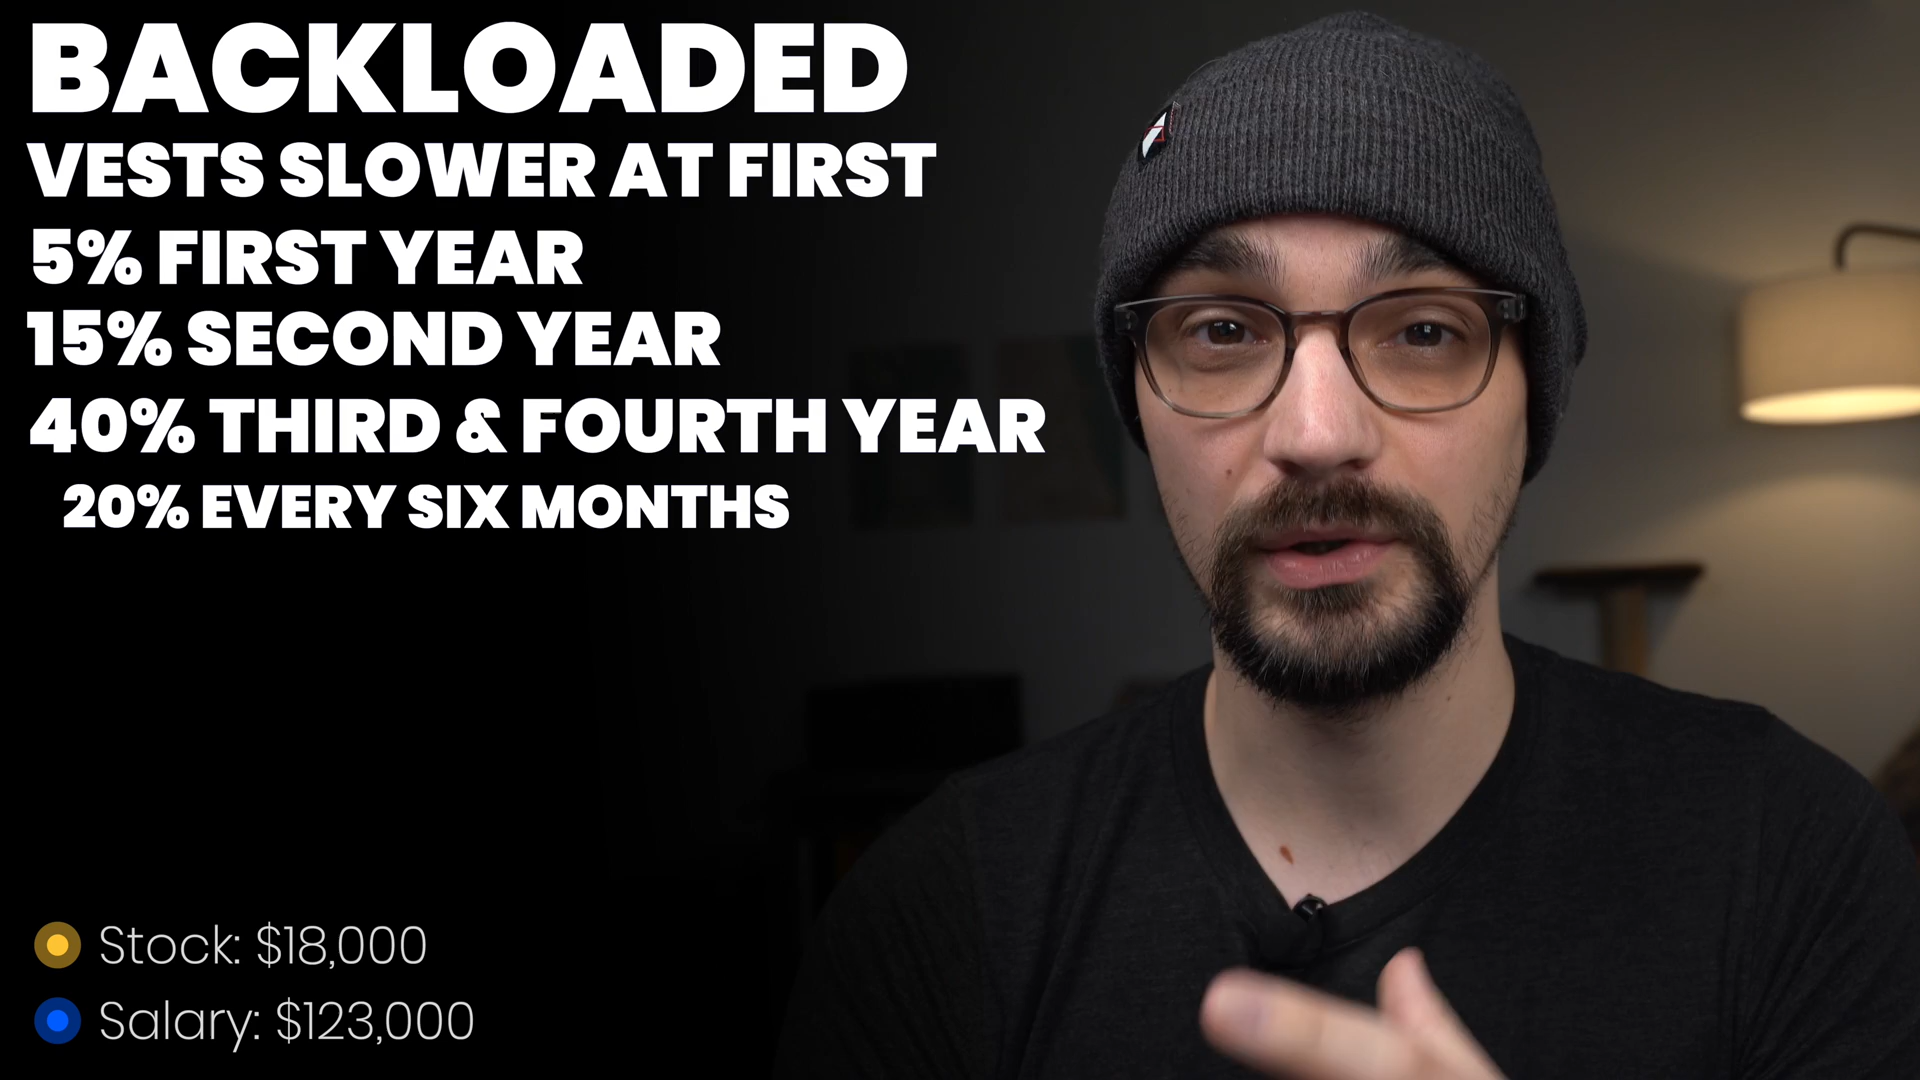 BACKLOADED
VESTS SLOWER AT FIRST
5% FIRST YEAR
15% SECOND YEAR
40% THIRD & FOURTH YEAR
20% EVERY SIX MONTHS
Stock: $18,000
Salary: $123,000